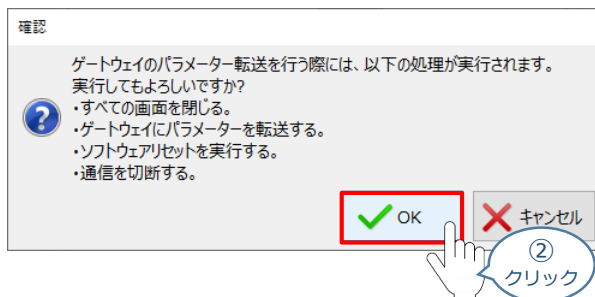 確認
ゲートウェイのパラメーター転送を行う際には、以下の処理が実行されます。
実行してもよろしいですか?
・すべての画面を閉じる。
・ゲートウェイにパラメーターを転送する。
・ソフトウェアリセットを実行する。
・通信を切断する。
OK
キャンセル
②
クリック